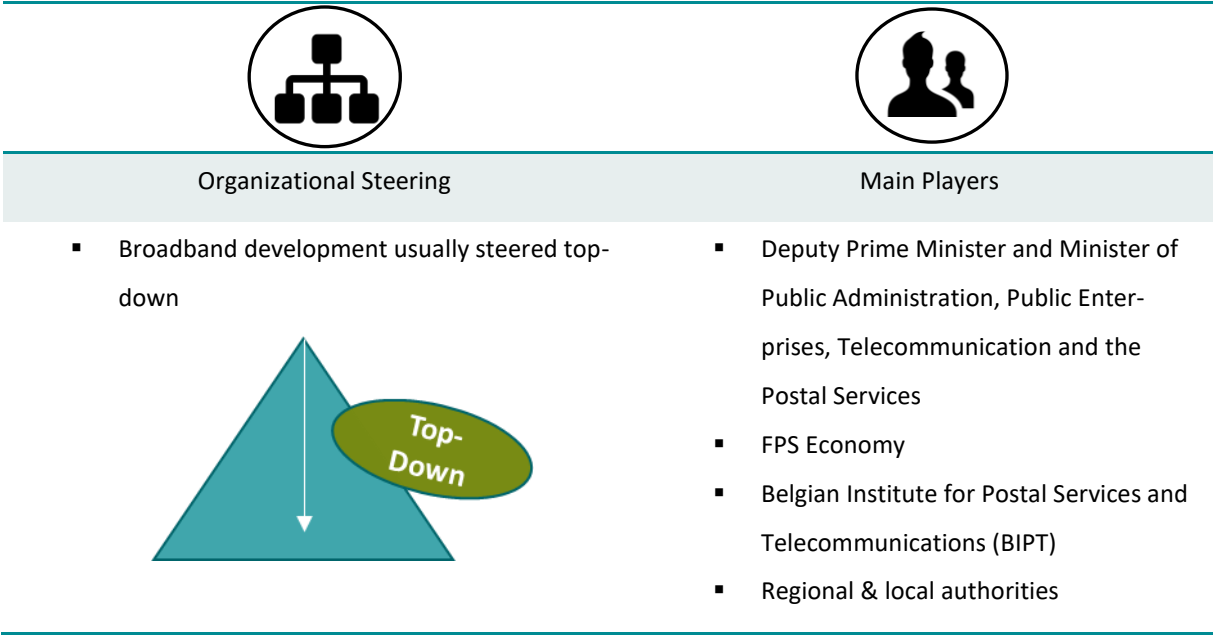 Organizational Steering
Main Players
▪ Broadband development usually steered top-
down
Top-
Down
▪ Deputy Prime Minister and Minister of
Public Administration, Public Enter-
prises, Telecommunication and the
Postal Services
▪ FPS Economy
▪ Belgian Institute for Postal Services and
Telecommunications (BIPT)
▪ Regional & local authorities